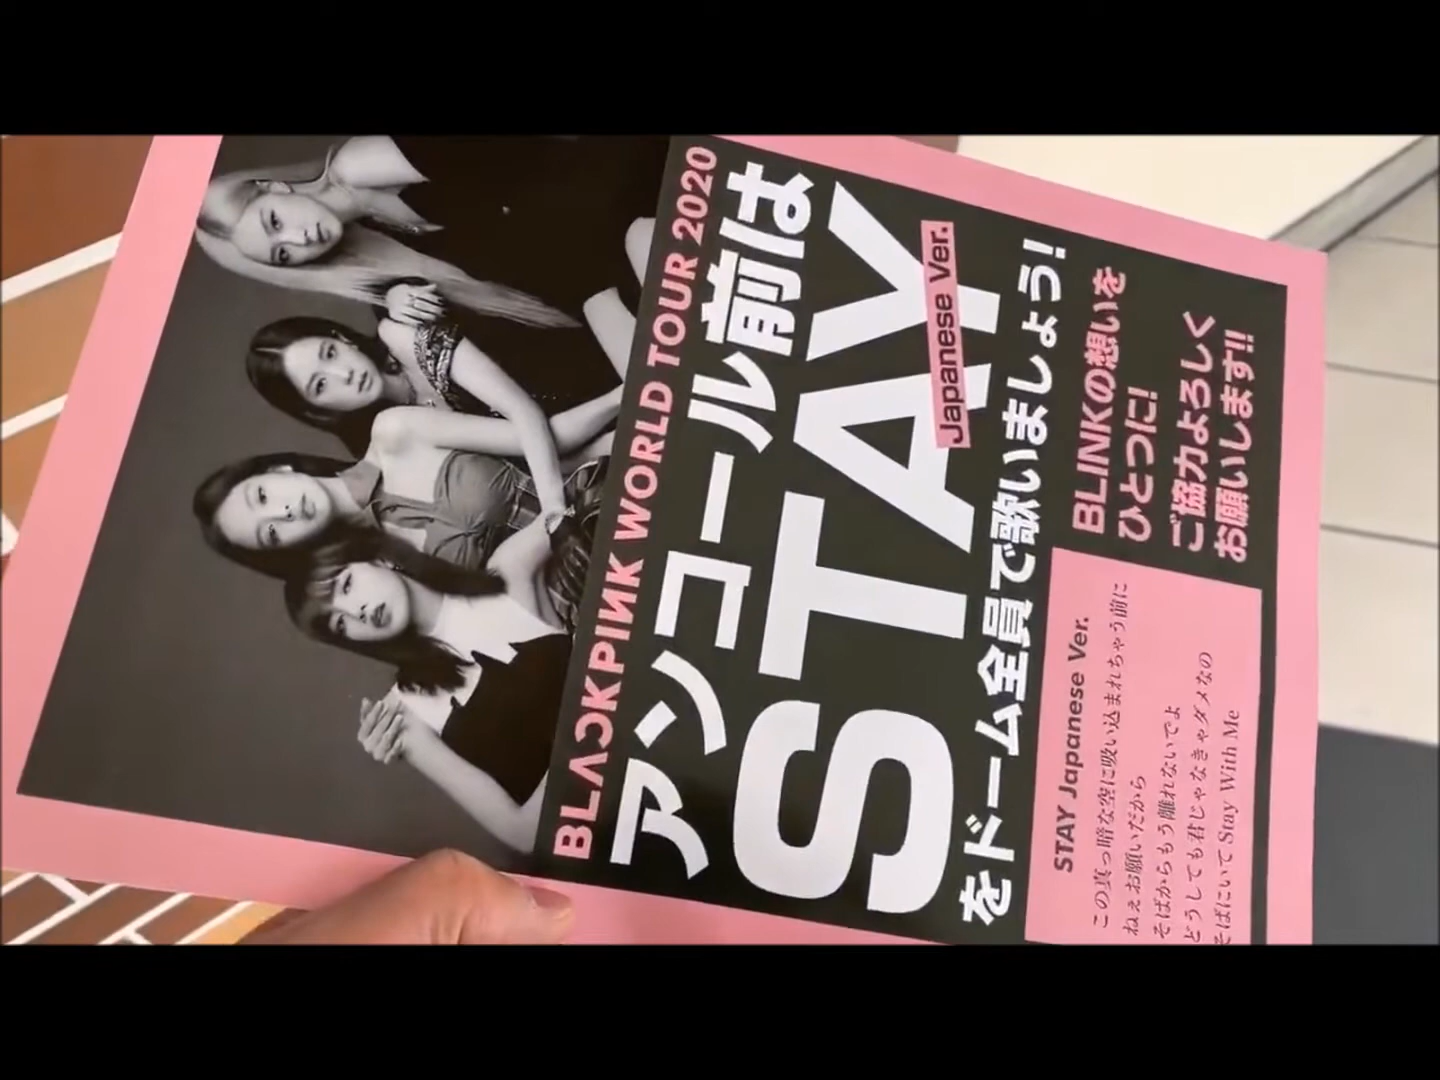 BLΛƆKPIИK WORLD TOUR 2020
アンコール前は
STAY
Japanese Ver.
をドーム全員で歌いましょう!
BLINKの想いを
ひとつに!
ご協力よろしく
お願いします!!
STAY Japanese Ver.
この真っ暗な空に吸い込まれちゃう前に
ねぇお願いだから
そばからもう離れないでよ
どうしても君じゃなきゃダメなの
そばにいて Stay With Me